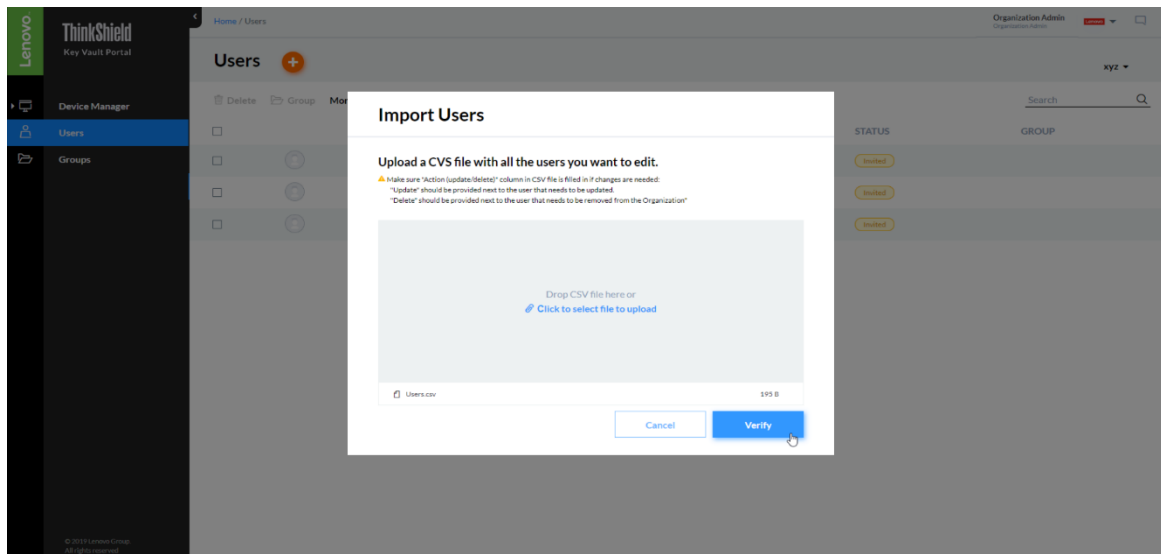 Lenovo.
ThinkShield
Key Vault Portal
Home / Users
Organization Admin
Organization Admin
Lenovo
Users
xyz
Device Manager
Users
Groups
Delete Group Mor
Search
STATUS GROUP
Invited
Invited
Invited
Import Users
Upload a CVS file with all the users you want to edit.
Make sure "Action (update/delete)" column in CSV file is filled in if changes are needed:
"Update" should be provided next to the user that needs to be updated.
"Delete" should be provided next to the user that needs to be removed from the Organization"
Drop CSV file here or
Click to select file to upload
Users.csv 195 B
Cancel Verify
© 2019 Lenovo Group.
All rights reserved